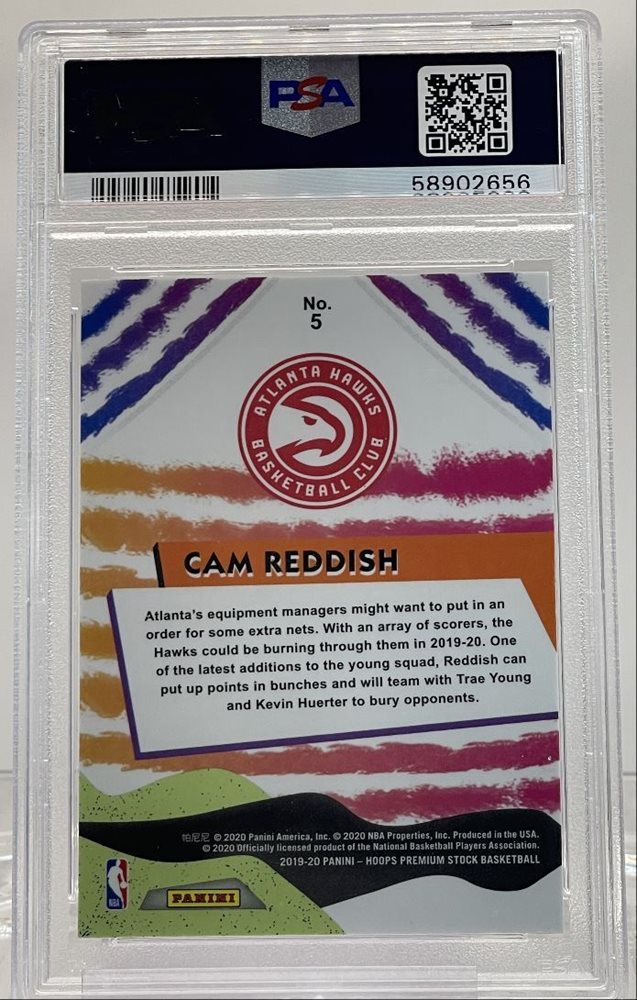 PSA
58902656
No.
5
ATLANTA HAWKS
BASKETBALL CLUB
CAM REDDISH
Atlanta's equipment managers might want to put in an
order for some extra nets. With an array of scorers, the
Hawks could be burning through them in 2019-20. One
of the latest additions to the young squad, Reddish can
put up points in bunches and will team with Trae Young
and Kevin Huerter to bury opponents.
帕尼尼 © 2020 Panini America, Inc. © 2020 NBA Properties, Inc. Produced in the USA.
© 2020 Officially licensed product of the National Basketball Players Association.
2019-20 PANINI – HOOPS PREMIUM STOCK BASKETBALL
NBA
PANINI